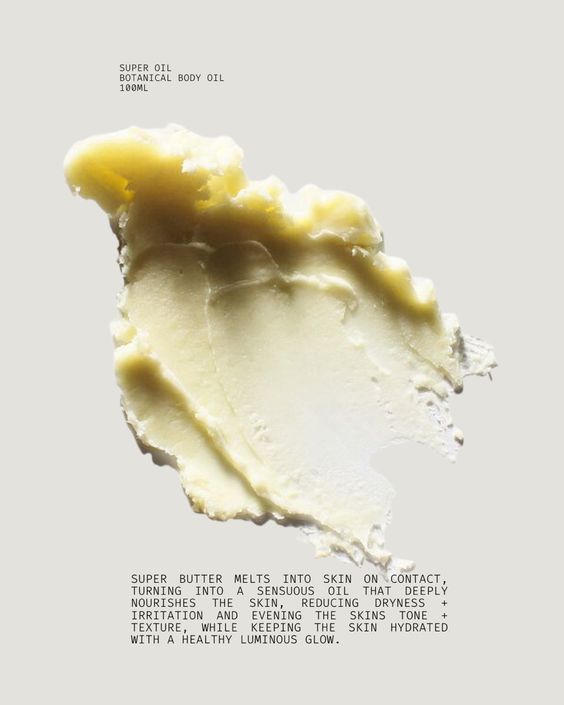 SUPER OIL
BOTANICAL BODY OIL
100ML
SUPER BUTTER MELTS INTO SKIN ON CONTACT,
TURNING INTO A SENSUOUS OIL THAT DEEPLY
NOURISHES THE SKIN, REDUCING DRYNESS +
IRRITATION AND EVENING THE SKINS TONE +
TEXTURE, WHILE KEEPING THE SKIN HYDRATED
WITH A HEALTHY LUMINOUS GLOW.